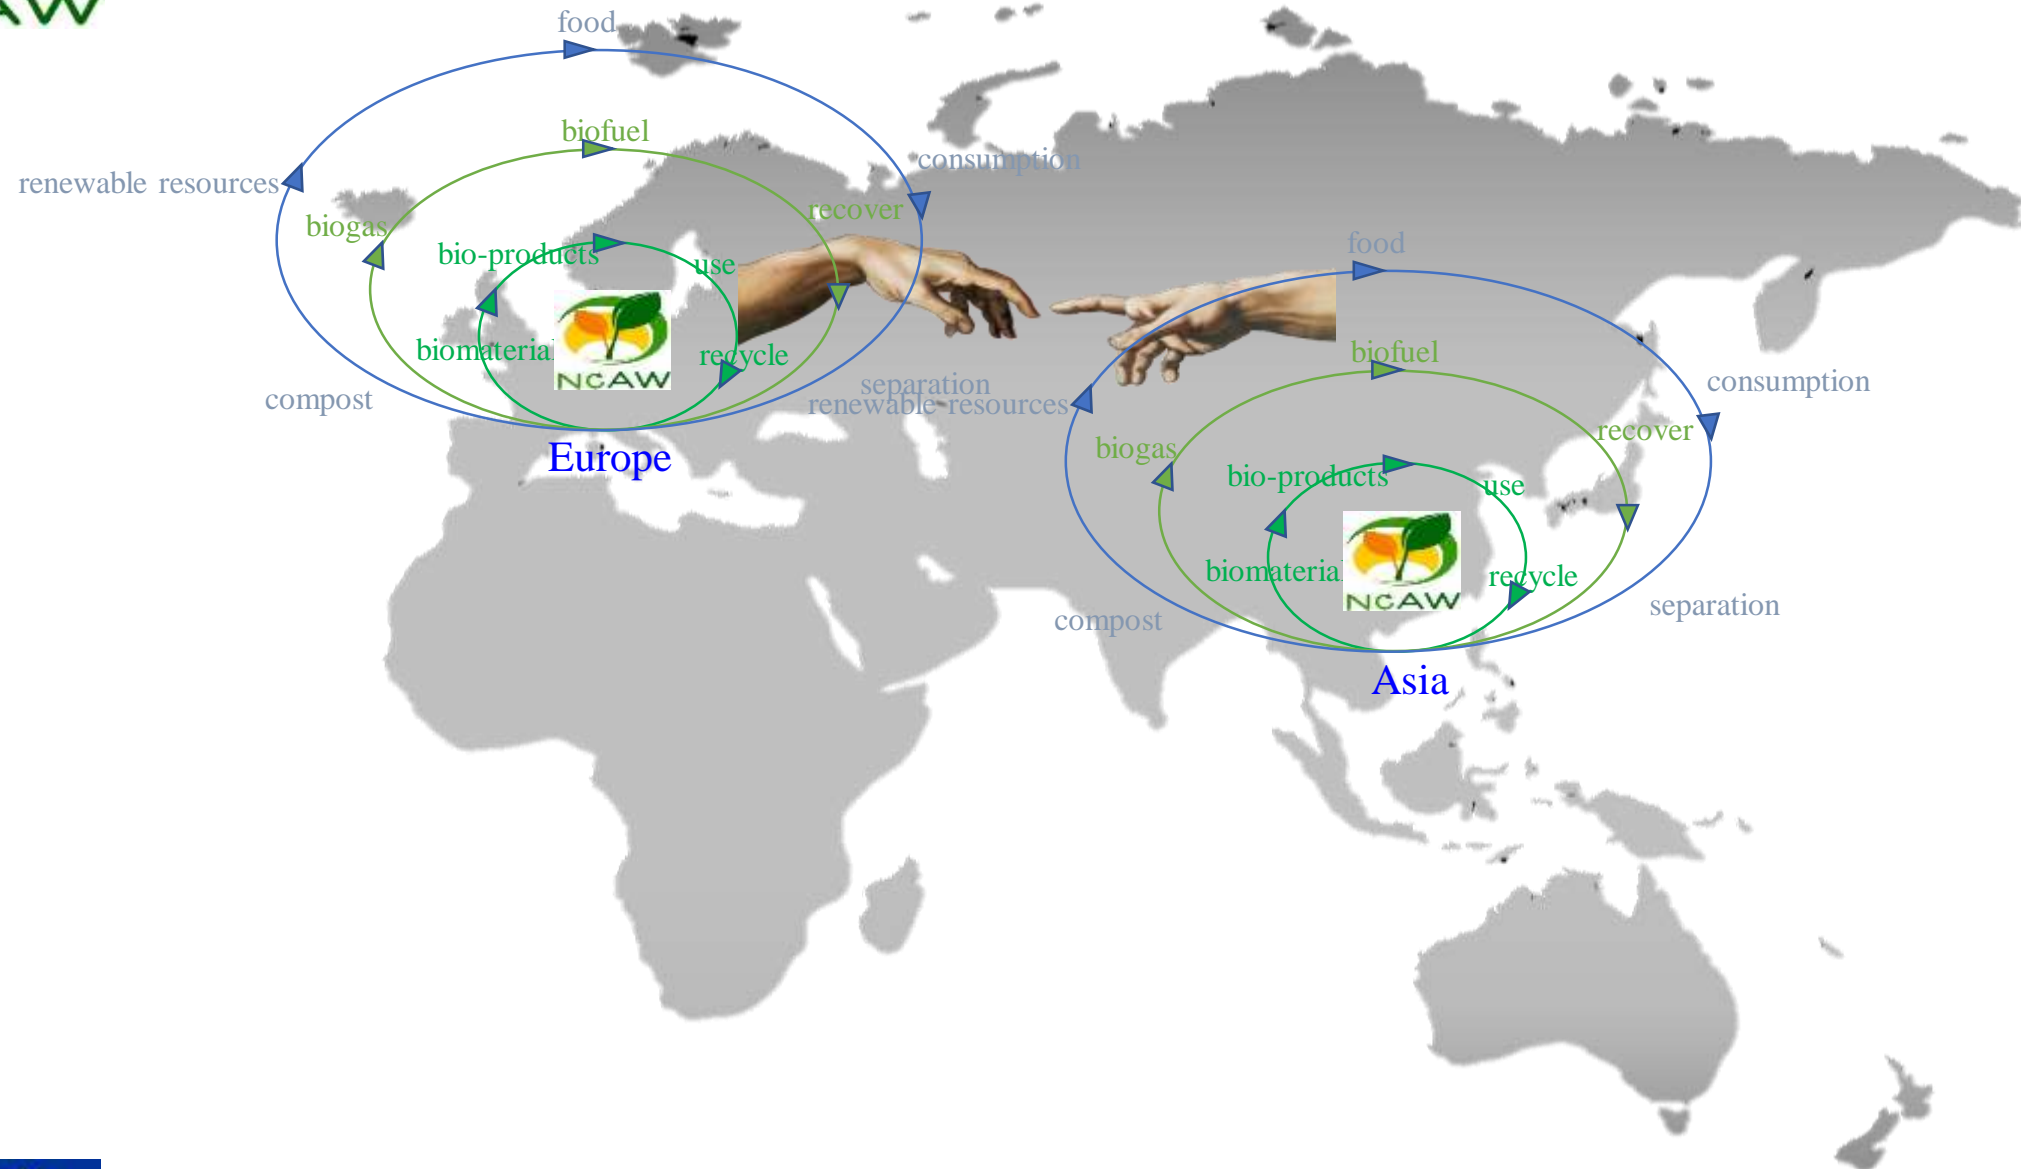 AW
food
biofuel
consumption
renewable resources
recover
biogas
bio-products
use
biomaterial
NCAW
recycle
compost
separation
Europe
food
renewable resources
biofuel
consumption
biogas
recover
bio-products
use
biomaterial
NCAW
recycle
compost
separation
Asia